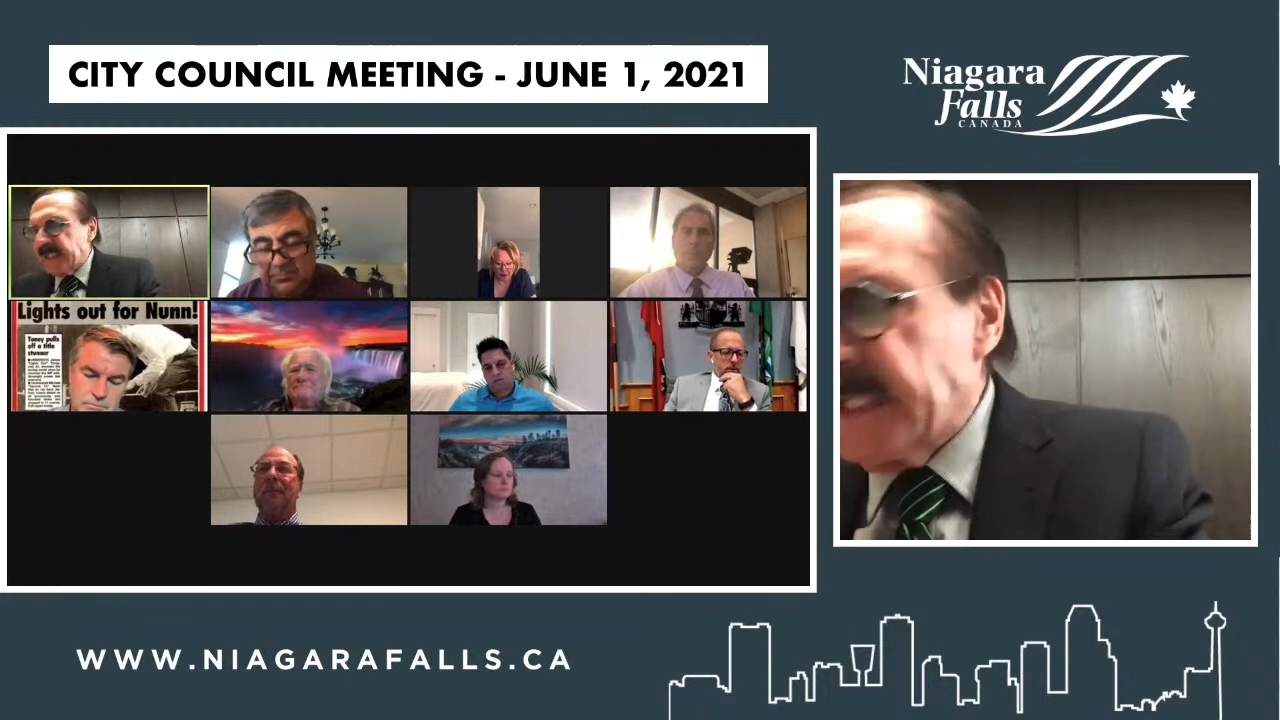 CITY COUNCIL MEETING - JUNE 1, 2021
Niagara
Falls
CANADA
Lights out for Nunn!
Toney pulls
off a title
stunner
WWW.NIAGARAFALLS.CA